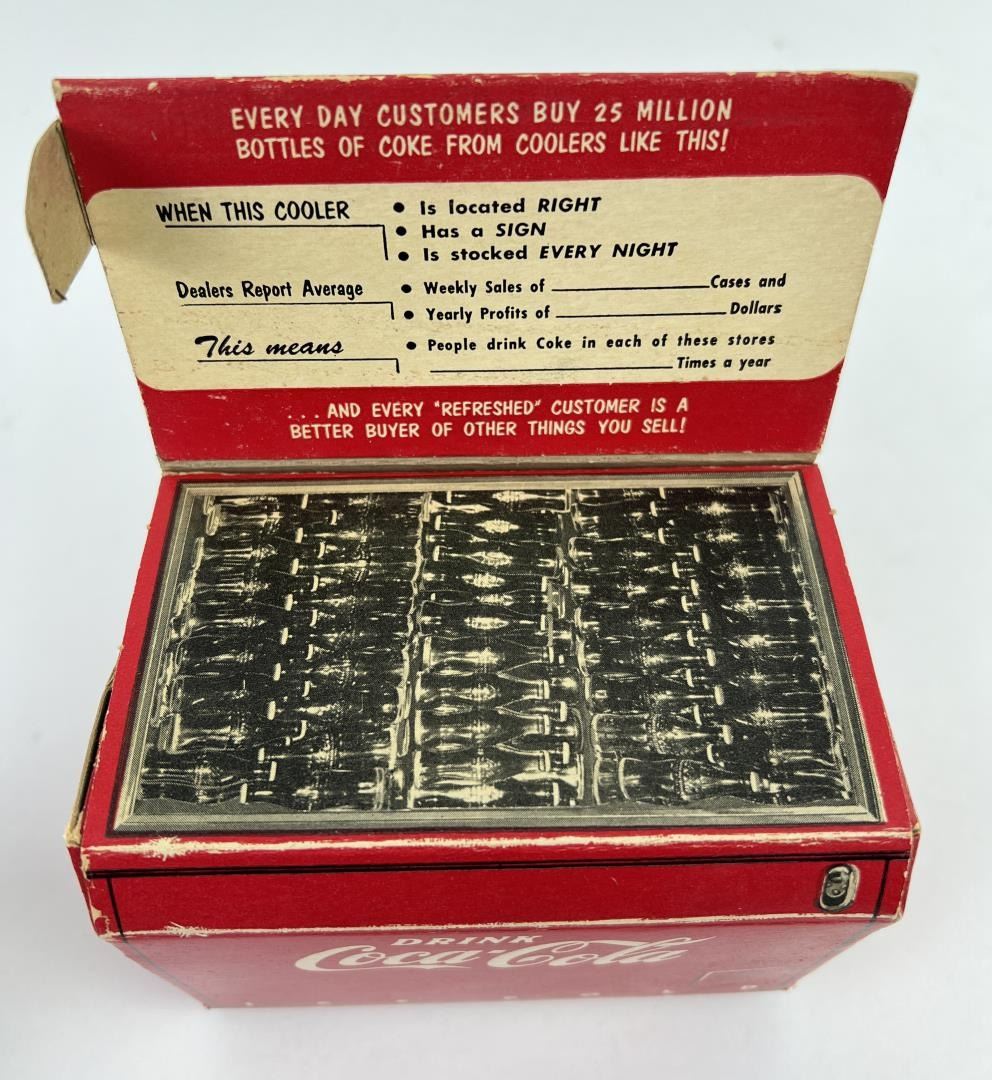 EVERY DAY CUSTOMERS BUY 25 MILLION
BOTTLES OF COKE FROM COOLERS LIKE THIS!
WHEN THIS COOLER
• Is located RIGHT
• Has a SIGN
• Is stocked EVERY NIGHT
Dealers Report Average
• Weekly Sales of ____ Cases and
• Yearly Profits of ____ Dollars
This means
• People drink Coke in each of these stores
____ Times a year
...AND EVERY "REFRESHED" CUSTOMER IS A
BETTER BUYER OF OTHER THINGS YOU SELL!
DRINK
Coca-Cola